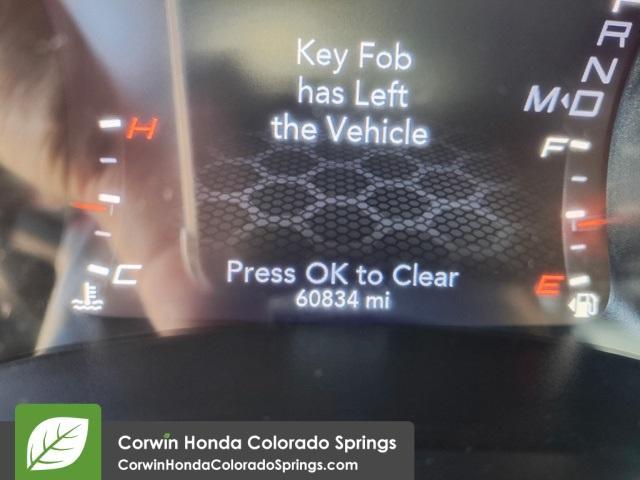 Key Fob
has Left
the Vehicle
P
R
N
M D
H
F
C
E
Press OK to Clear
60834 mi
Corwin Honda Colorado Springs
CorwinHondaColoradoSprings.com